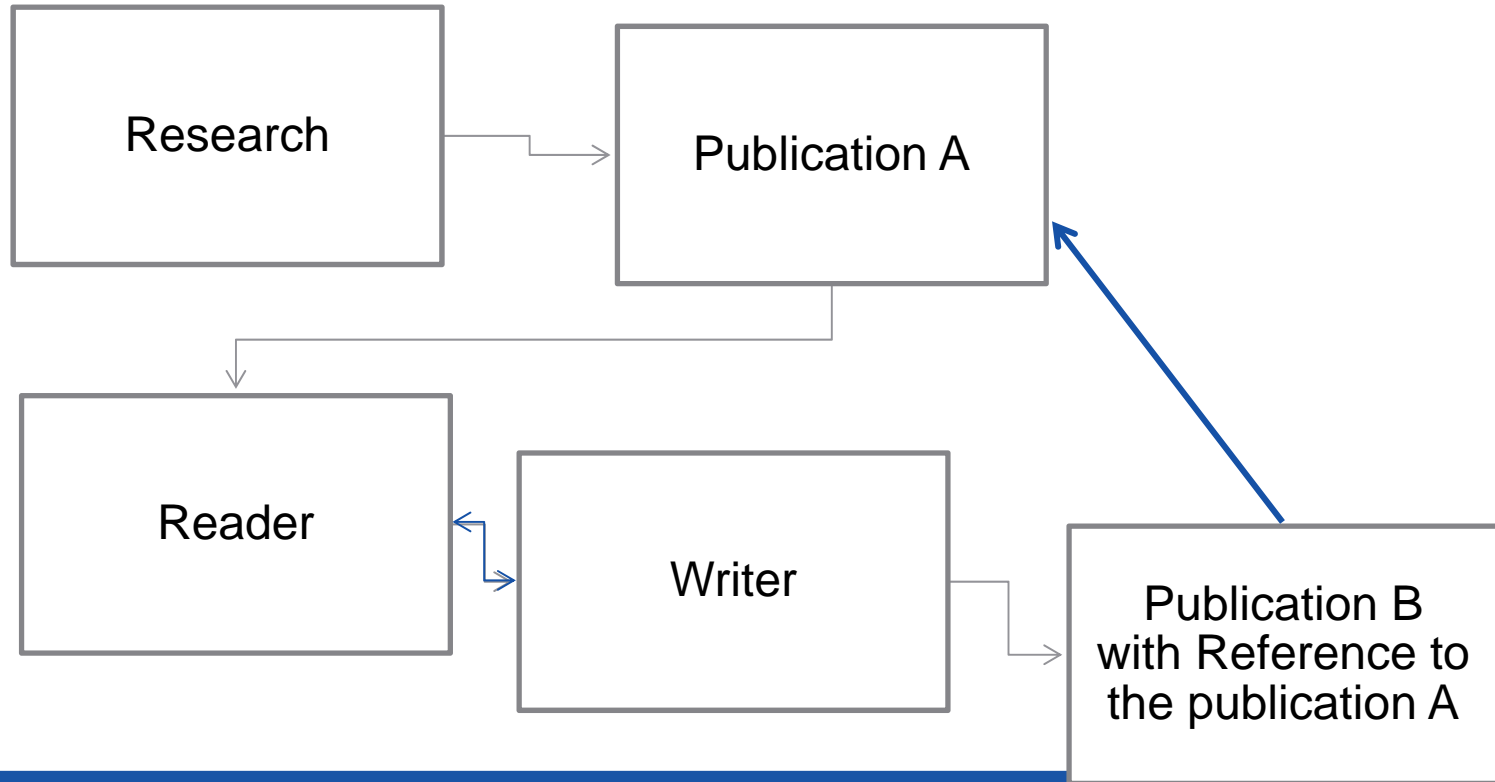 Research
Publication A
Reader
Writer
Publication B
with Reference to
the publication A